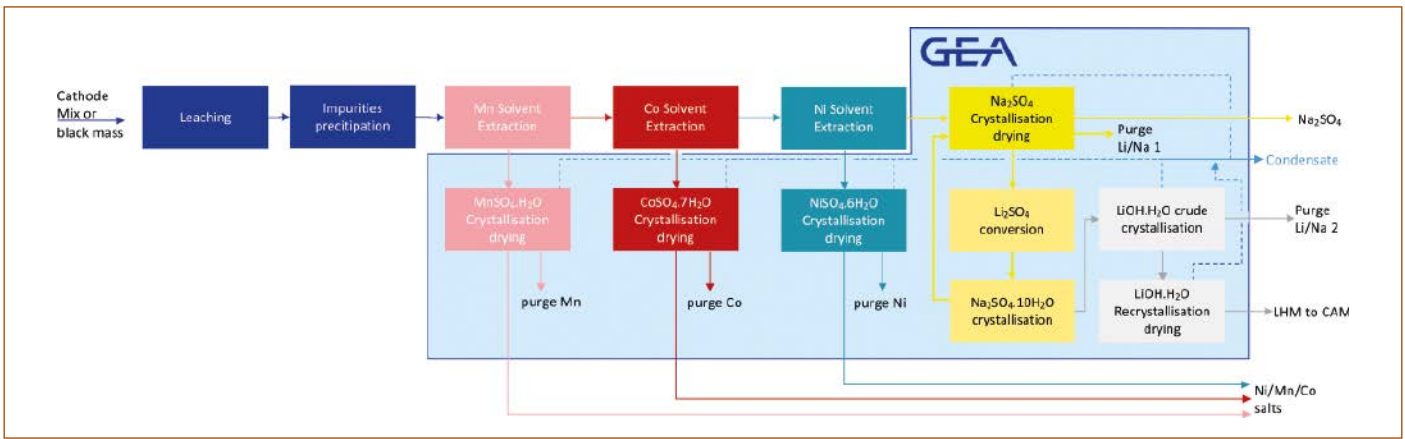 GEA
Cathode
Mix or
black mass
Leaching
Impurities
precitipation
Mn Solvent
Extraction
Co Solvent
Extraction
Ni Solvent
Extraction
Na₂SO₄
Crystallisation
drying
Na₂SO₄
Purge
Li/Na 1
Condensate
MnSO₄.H₂O
Crystallisation
drying
CoSO₄.7H₂O
Crystallisation
drying
NiSO₄.6H₂O
Crystallisation
drying
Li₂SO₄
conversion
LiOH.H₂O crude
crystallisation
Purge
Li/Na 2
purge Mn
purge Co
purge Ni
Na₂SO₄.10H₂O
crystallisation
LiOH.H₂O
Recrystallisation
drying
LHM to CAM
Ni/Mn/Co
salts